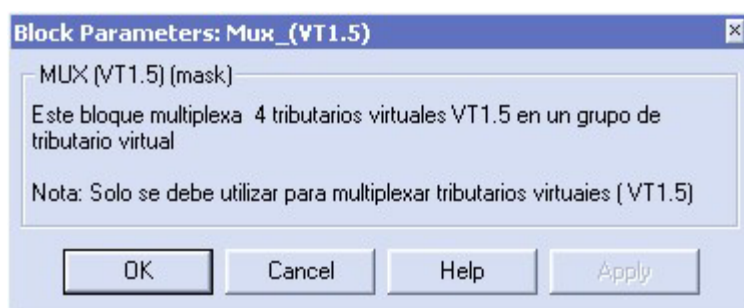 Block Parameters: Mux_(VT1.5)
MUX (VT1.5) (mask)
Este bloque multiplexa 4 tributarios virtuales VT1.5 en un grupo de
tributario virtual
Nota: Solo se debe utilizar para multiplexar tributarios virtuaies ( VT1.5)
OK Cancel Help Apply